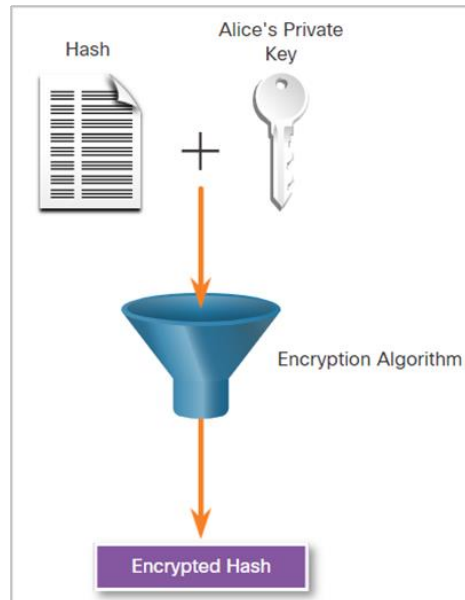 Hash
Alice's Private
Key
Encryption Algorithm
Encrypted Hash